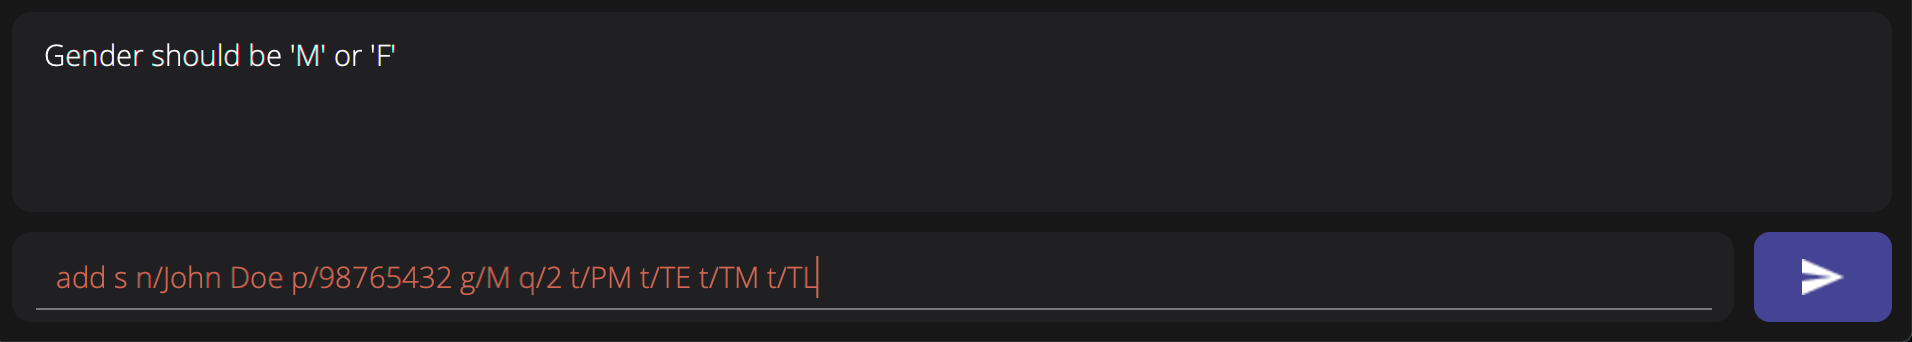 Gender should be 'M' or 'F'
add s n/John Doe p/98765432 g/M q/2 t/PM t/TE t/TM t/TL